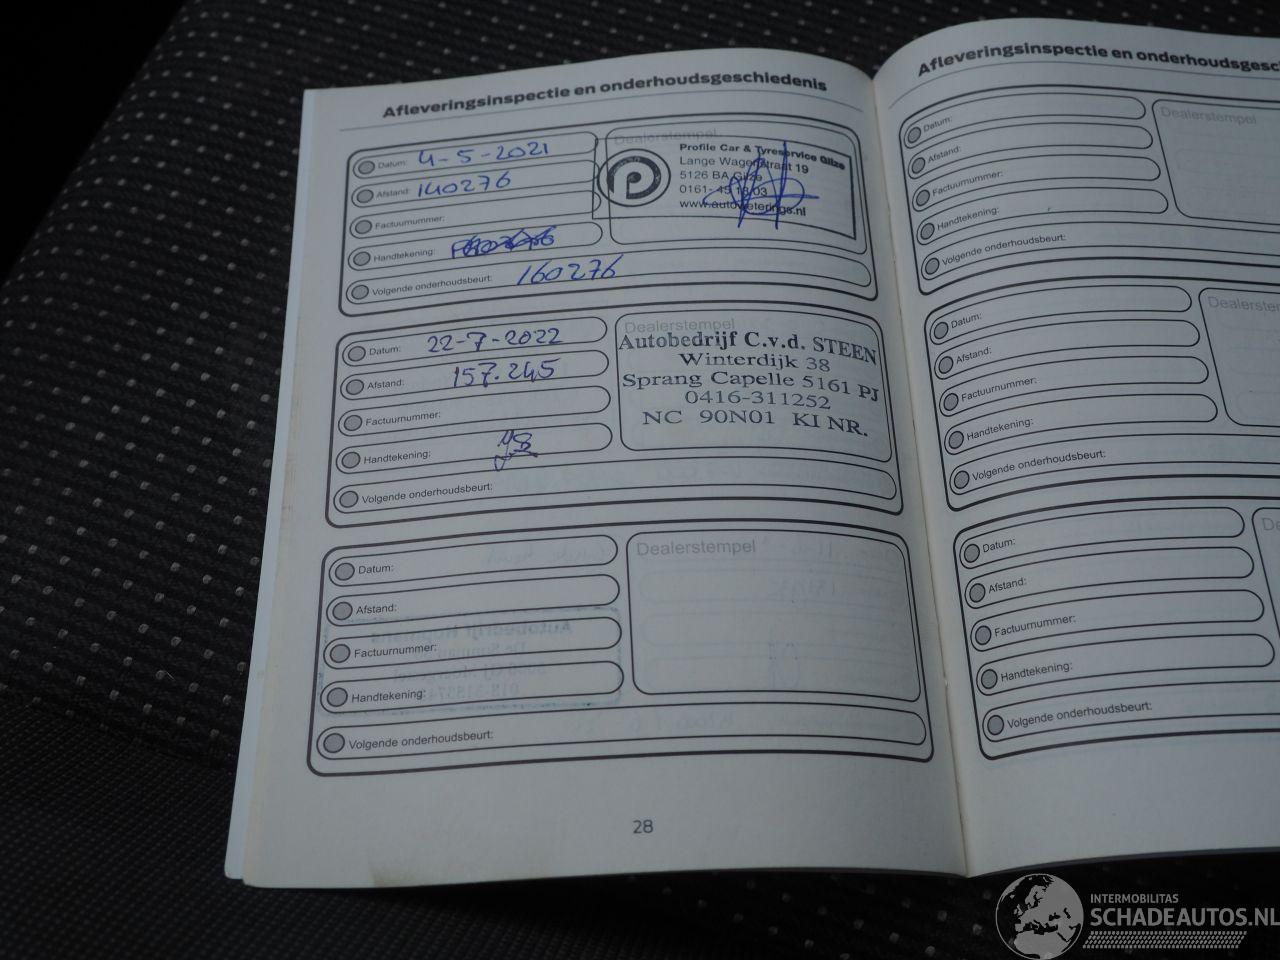 Afleveringsinspectie en onderhoudsgeschiedenis
Datum: 4-5-2021
Afstand: 140276
Factuurnummer:
Handtekening:
Volgende onderhoudsbeurt: 160276
Dealerstempel
Profile Car & Tyreservice Gilze
Lange Wagenstraat 19
5126 BA Gilze
0161-
www.autoweterings.nl
Datum: 22-7-2022
Afstand: 157.245
Factuurnummer:
Handtekening:
Volgende onderhoudsbeurt:
Dealerstempel
Autobedrijf C.v.d. STEEN
Winterdijk 38
Sprang Capelle 5161 PJ
0416-311252
NC 90N01 KI NR.
Datum:
Afstand:
Factuurnummer:
Handtekening:
Volgende onderhoudsbeurt:
Dealerstempel
28
Afleveringsinspectie en onderhoudsgesc
Datum:
Afstand:
Factuurnummer:
Handtekening:
Volgende onderhoudsbeurt:
Dealerstempel
Datum:
Afstand:
Factuurnummer:
Handtekening:
Volgende onderhoudsbeurt:
Dealerste
Datum:
Afstand:
Factuurnummer:
Handtekening:
Volgende onderhoudsbeurt:
De
INTERMOBILITAS
SCHADEAUTOS.NL